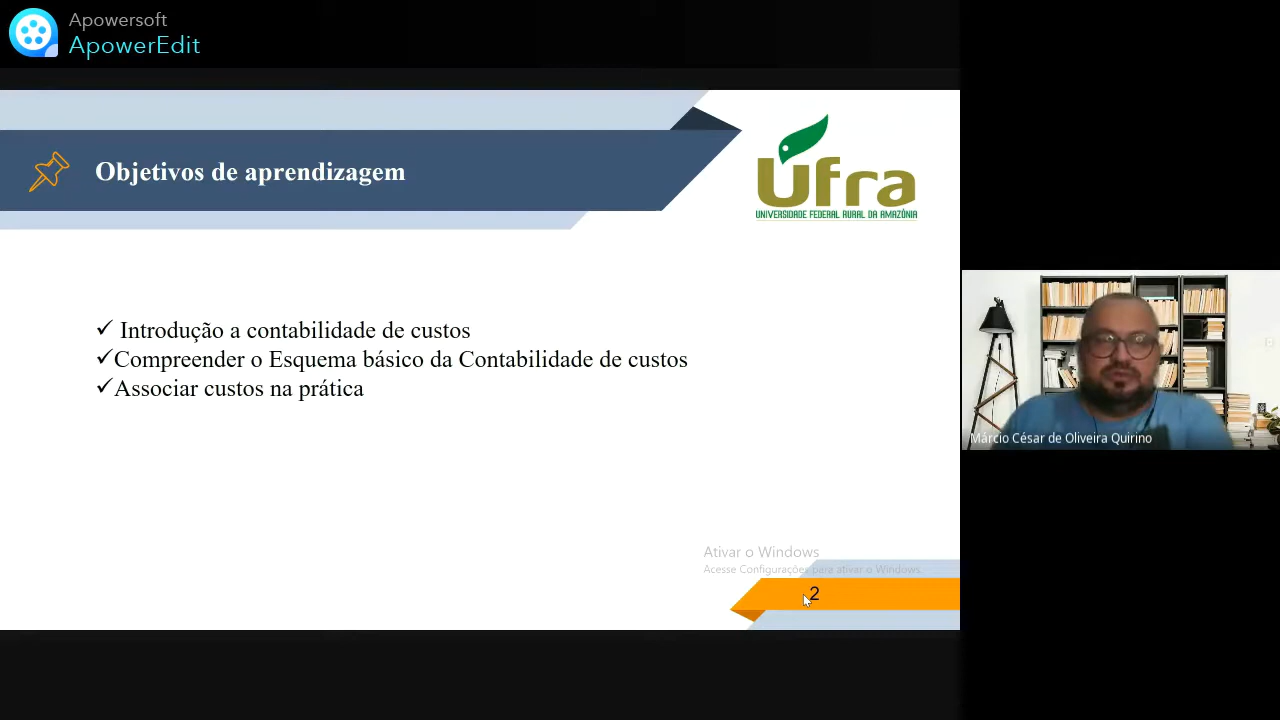 Apowersoft
ApowerEdit
Objetivos de aprendizagem
Ufra
UNIVERSIDADE FEDERAL RURAL DA AMAZÔNIA
✓ Introdução a contabilidade de custos
✓Compreender o Esquema básico da Contabilidade de custos
✓Associar custos na prática
Márcio César de Oliveira Quirino
Ativar o Windows
Acesse Configurações para ativar o Windows.
2